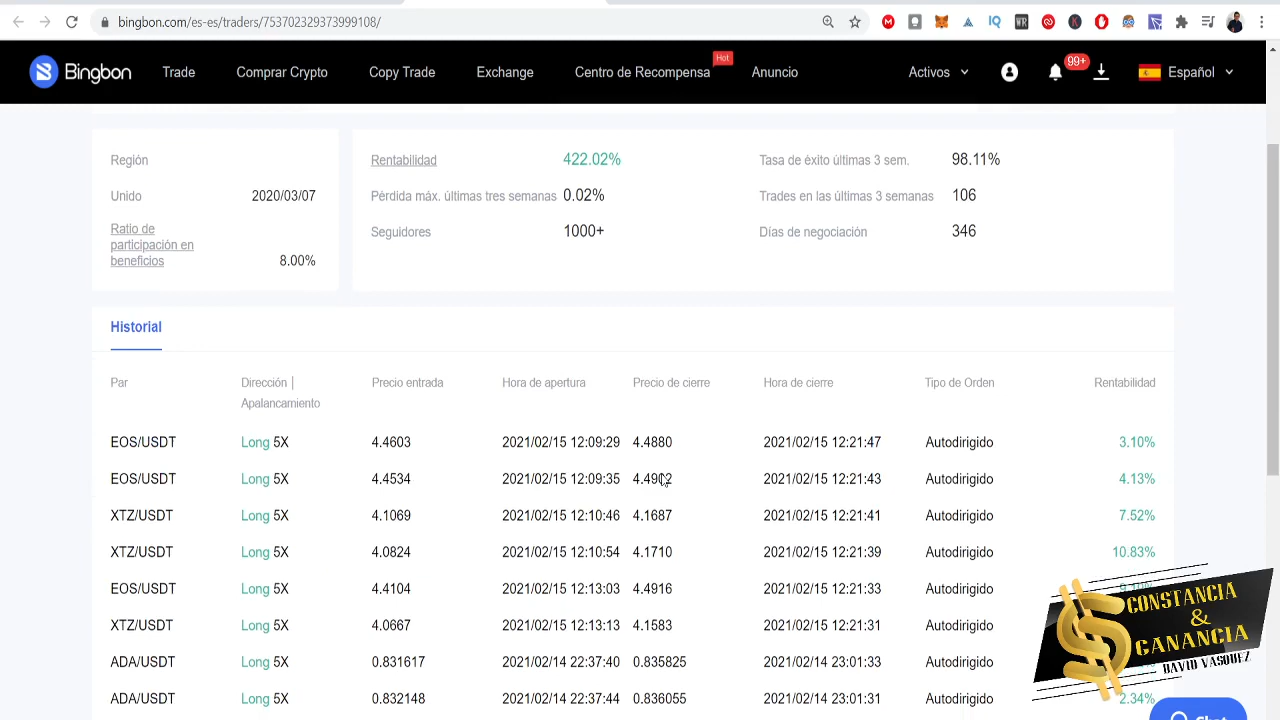 bingbon.com/es-es/traders/753702329373999108/
Bingbon
Trade
Comprar Crypto
Copy Trade
Exchange
Centro de Recompensa
Hot
Anuncio
Activos
99+
Español
Región
Unido 2020/03/07
Ratio de
participación en
beneficios 8.00%
Rentabilidad 422.02%
Pérdida máx. últimas tres semanas 0.02%
Seguidores 1000+
Tasa de éxito últimas 3 sem. 98.11%
Trades en las últimas 3 semanas 106
Días de negociación 346
Historial
Par Dirección | Precio entrada Hora de apertura Precio de cierre Hora de cierre Tipo de Orden Rentabilidad
Apalancamiento
EOS/USDT Long 5X 4.4603 2021/02/15 12:09:29 4.4880 2021/02/15 12:21:47 Autodirigido 3.10%
EOS/USDT Long 5X 4.4534 2021/02/15 12:09:35 4.4902 2021/02/15 12:21:43 Autodirigido 4.13%
XTZ/USDT Long 5X 4.1069 2021/02/15 12:10:46 4.1687 2021/02/15 12:21:41 Autodirigido 7.52%
XTZ/USDT Long 5X 4.0824 2021/02/15 12:10:54 4.1710 2021/02/15 12:21:39 Autodirigido 10.83%
EOS/USDT Long 5X 4.4104 2021/02/15 12:13:03 4.4916 2021/02/15 12:21:33 Autodirigido
XTZ/USDT Long 5X 4.0667 2021/02/15 12:13:13 4.1583 2021/02/15 12:21:31 Autodirigido
ADA/USDT Long 5X 0.831617 2021/02/14 22:37:40 0.835825 2021/02/14 23:01:33 Autodirigido
ADA/USDT Long 5X 0.832148 2021/02/14 22:37:44 0.836055 2021/02/14 23:01:31 Autodirigido 2.34%
CONSTANCIA
&
GANANCIA
DAVID VASQUEZ
Chat